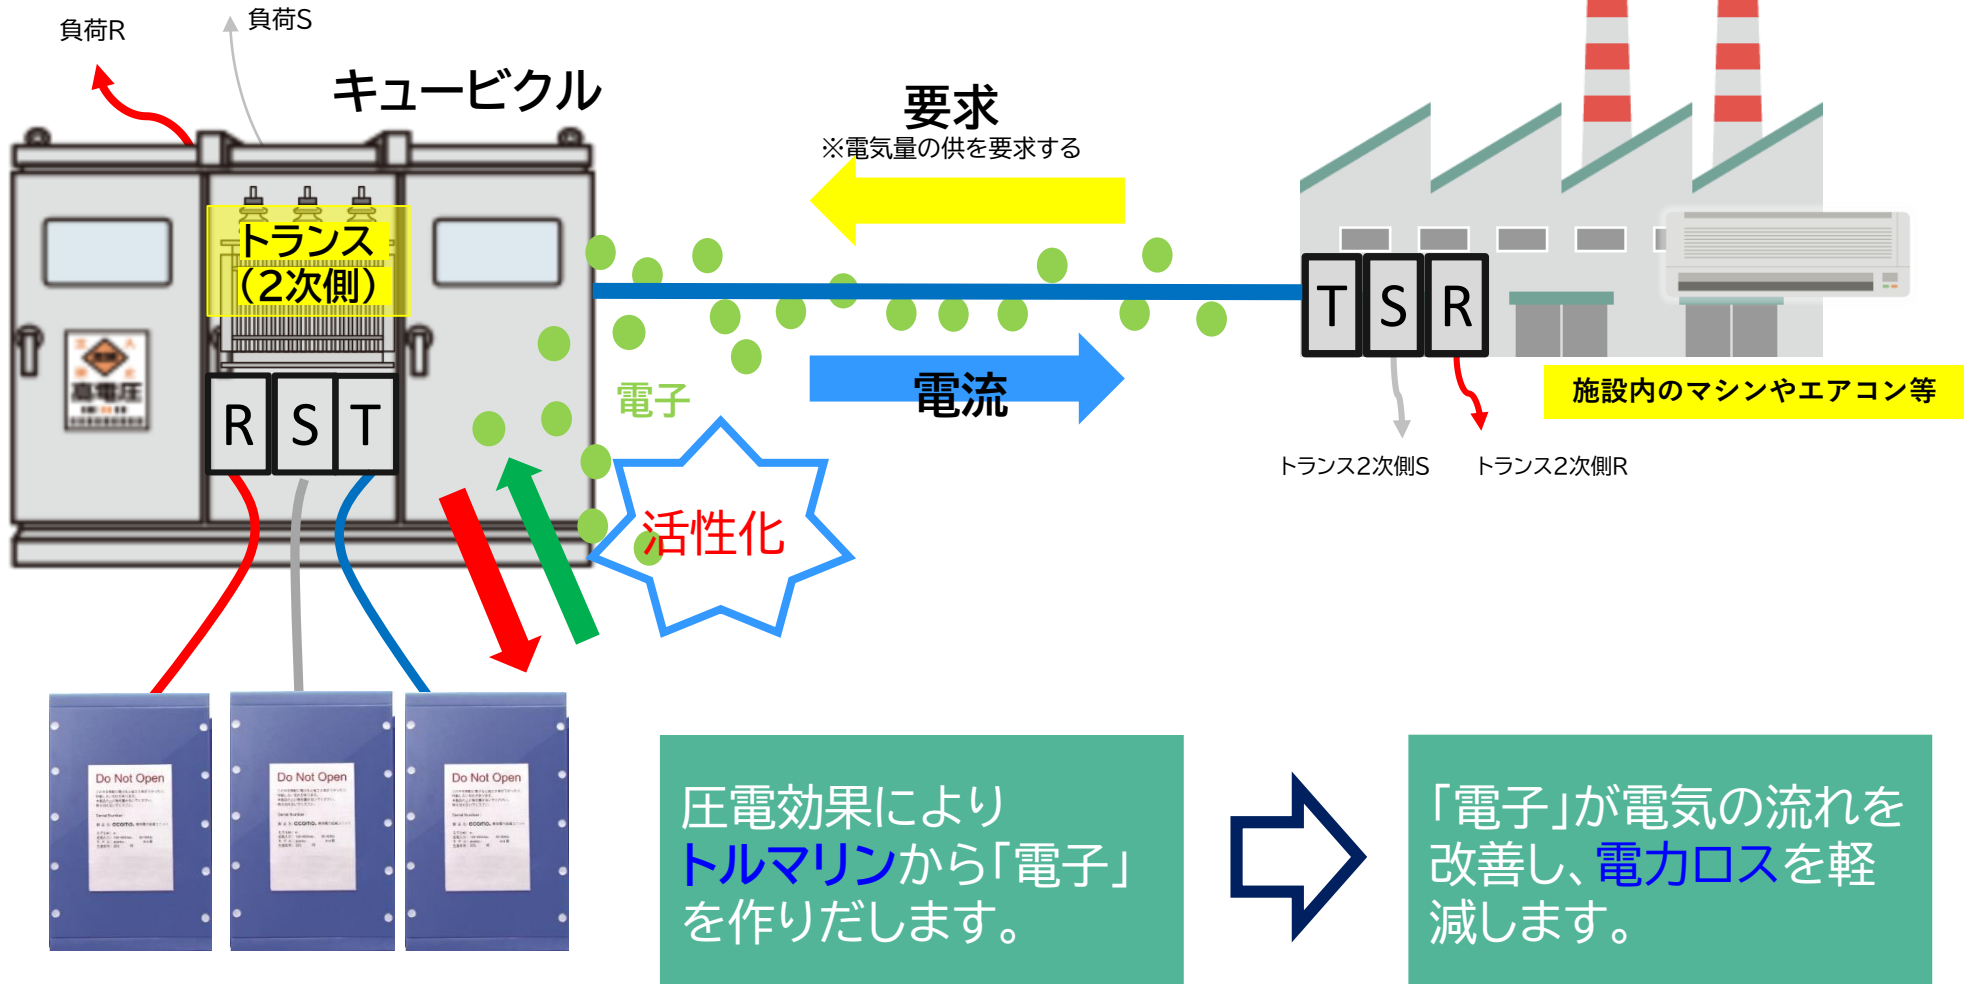 負荷R
負荷S
キュービクル
要求
※電気量の供を要求する
トランス
(2次側)
高電圧
R
S
T
T
S
R
電子
電流
施設内のマシンやエアコン等
トランス2次側S
トランス2次側R
活性化
Do Not Open
Serial Number :
Do Not Open
Serial Number :
Do Not Open
Serial Number :
圧電効果により
トルマリンから「電子」
を作りだします。
「電子」が電気の流れを
改善し、電力ロスを軽
減します。